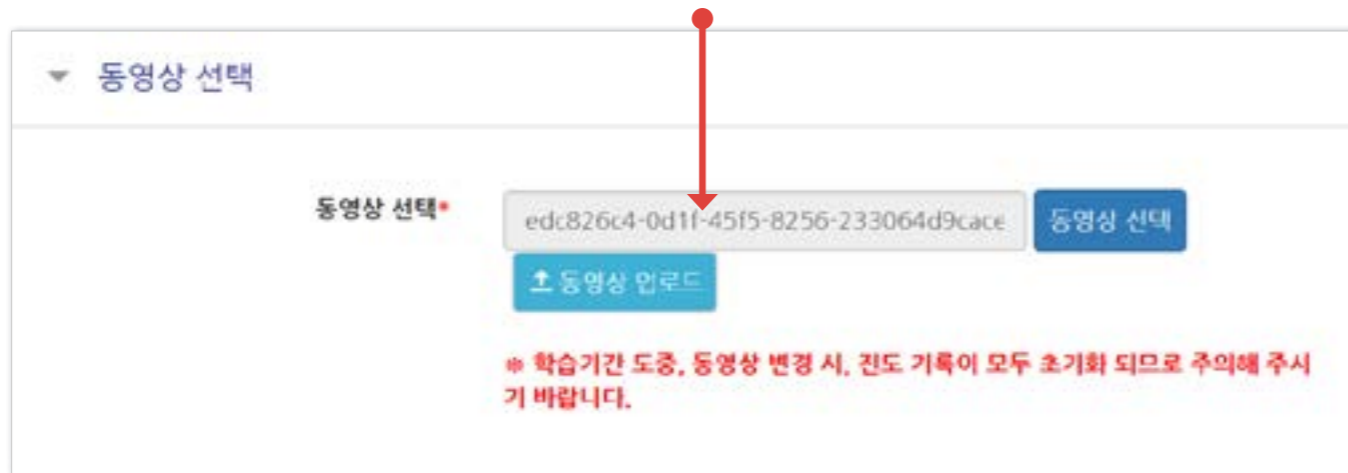 동영상 선택
동영상 선택*
edc826c4-0d1f-45f5-8256-233064d9cace
동영상 선택
동영상 업로드
※ 학습기간 도중, 동영상 변경 시, 진도 기록이 모두 초기화 되므로 주의해 주시
기 바랍니다.